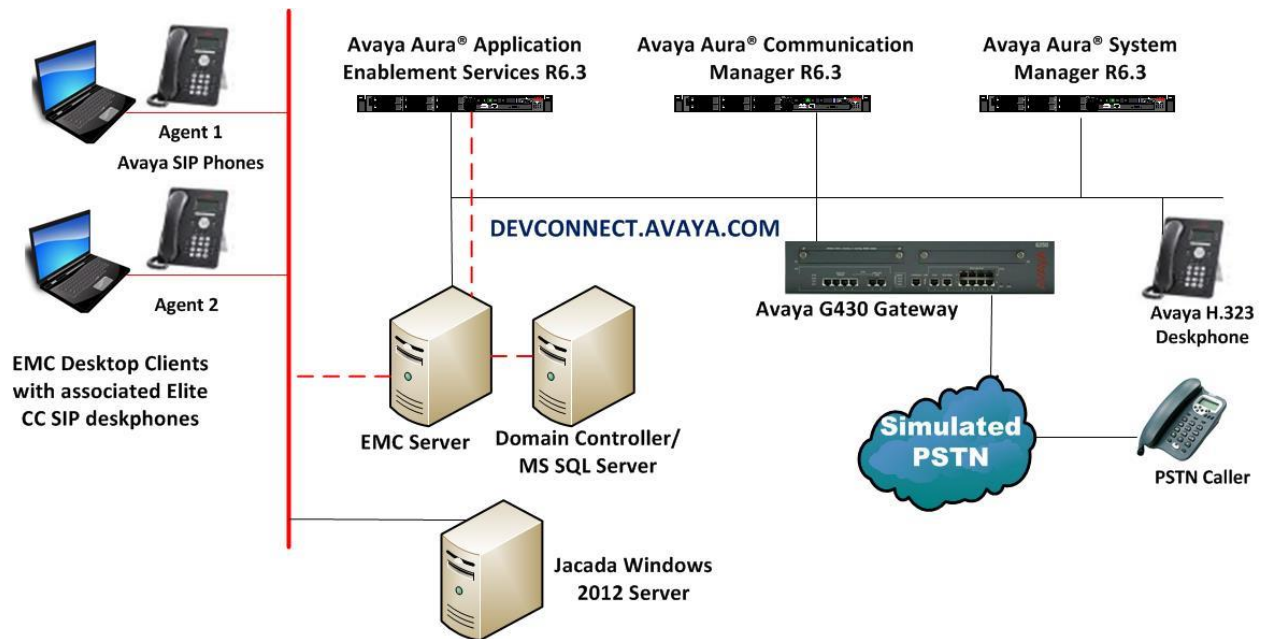 Avaya Aura® Application
Enablement Services R6.3
Avaya Aura® Communication
Manager R6.3
Avaya Aura® System
Manager R6.3
Agent 1
Avaya SIP Phones
Agent 2
DEVCONNECT.AVAYA.COM
Avaya G430 Gateway
Avaya H.323
Deskphone
EMC Desktop Clients
with associated Elite
CC SIP deskphones
EMC Server
Domain Controller/
MS SQL Server
Simulated
PSTN
PSTN Caller
Jacada Windows
2012 Server